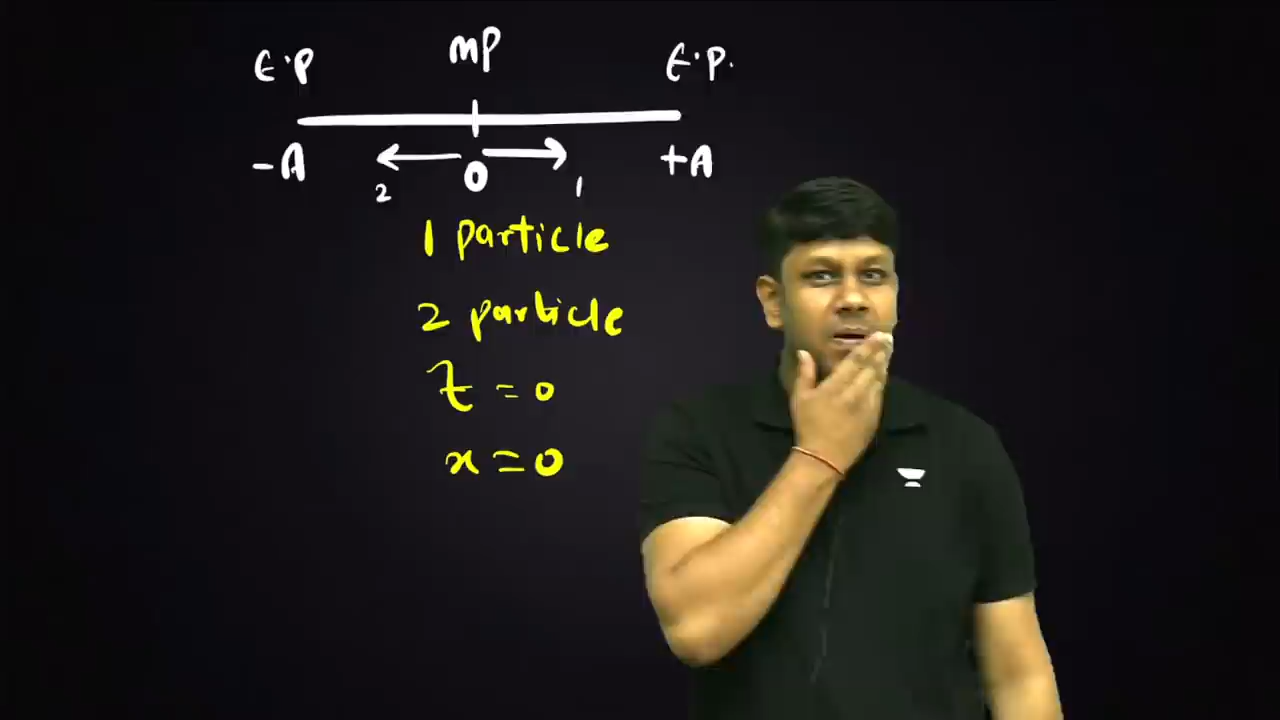 E.P MP E.P.
-A 0 +A
2 1
1 particle
2 particle
t = 0
x = 0